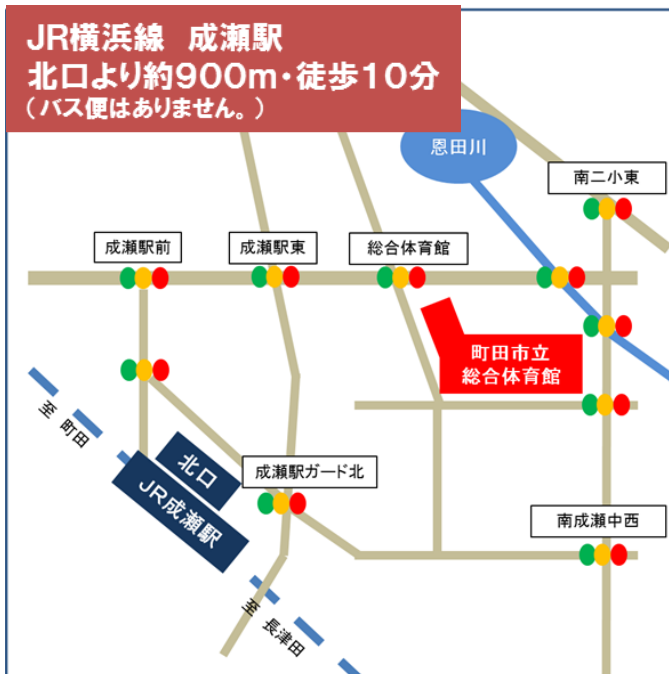 JR横浜線　成瀬駅
北口より約900m・徒歩10分
（バス便はありません。）
恩田川
南二小東
成瀬駅前
成瀬駅東
総合体育館
町田市立
総合体育館
至 町田
北口
JR成瀬駅
成瀬駅ガード北
南成瀬中西
至 長津田